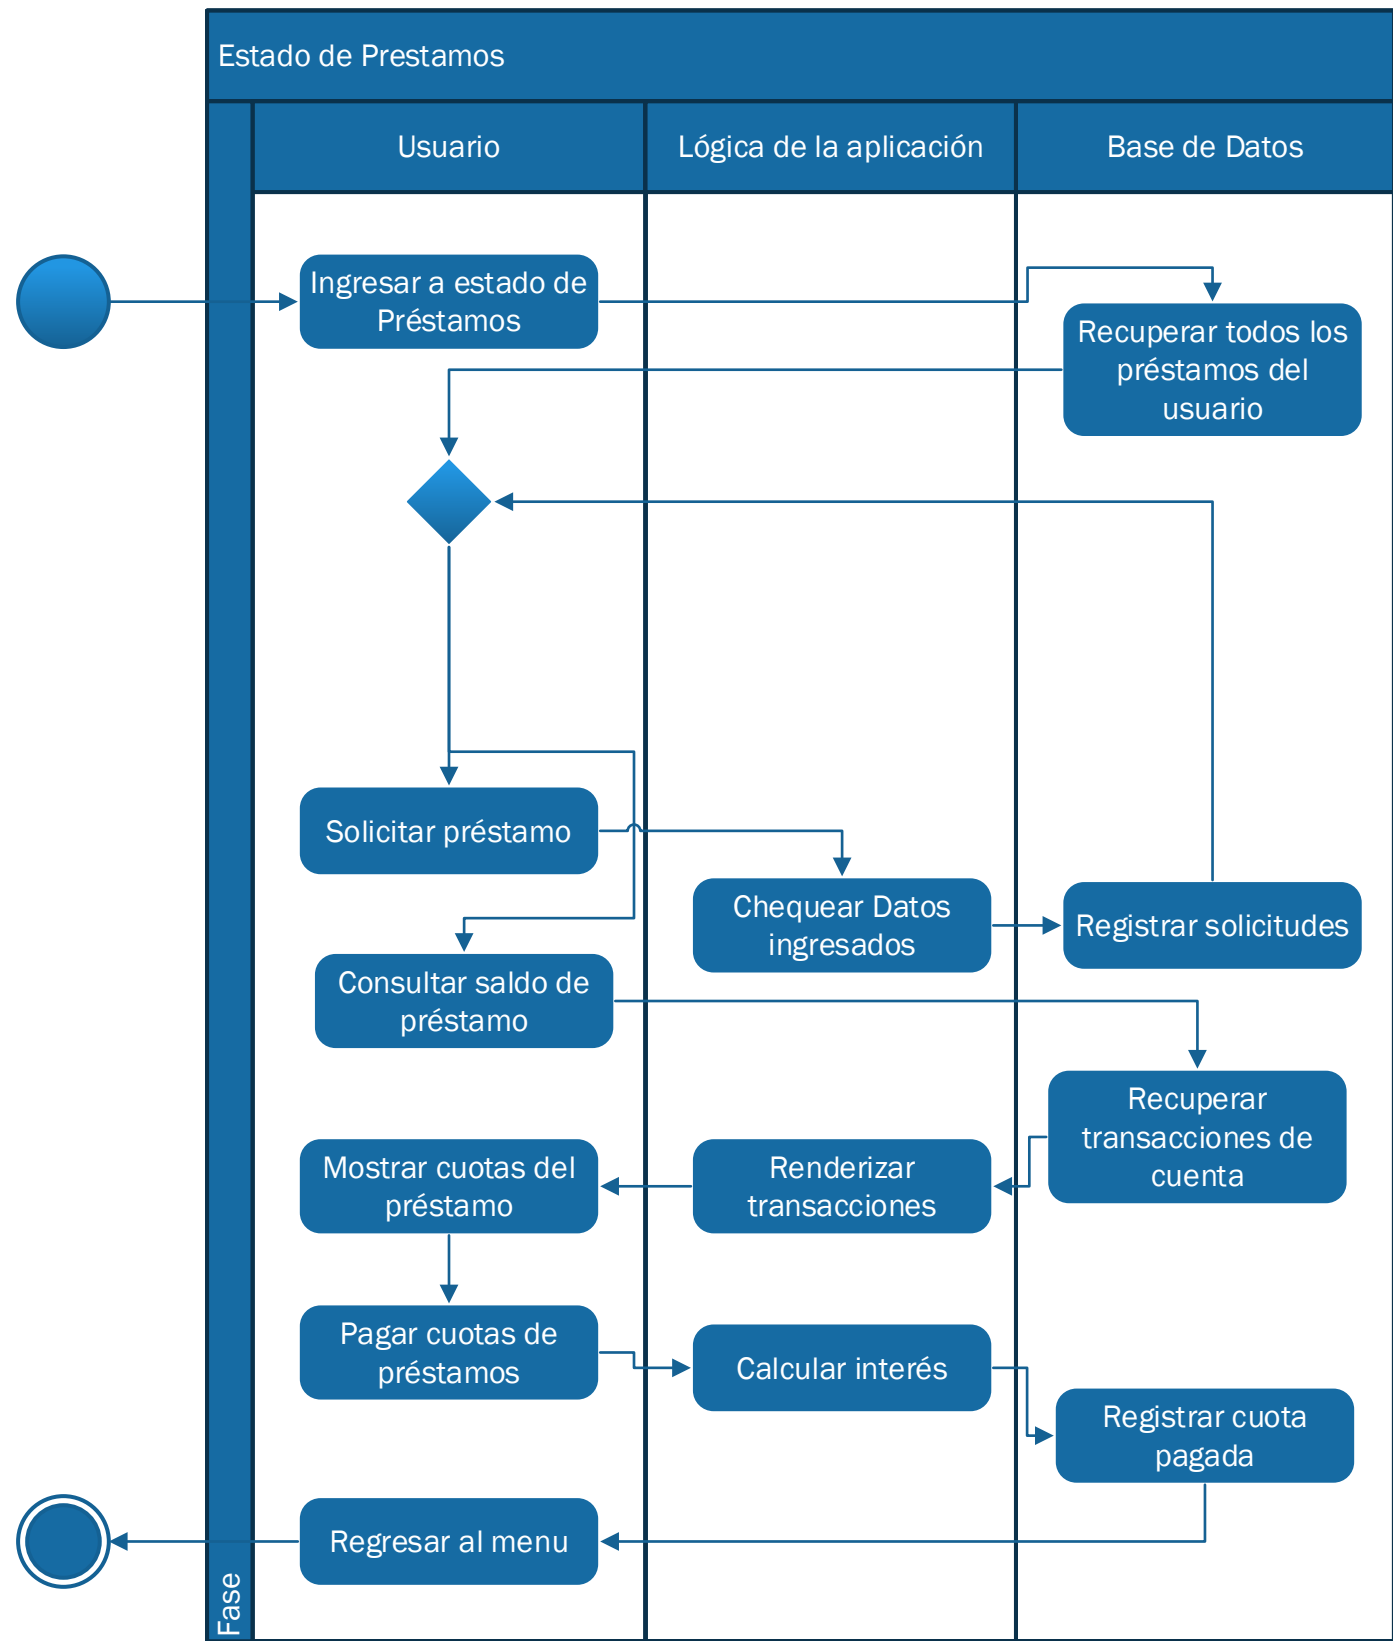 Estado de Prestamos
Usuario
Lógica de la aplicación
Base de Datos
Ingresar a estado de
Préstamos
Recuperar todos los
préstamos del
usuario
Solicitar préstamo
Chequear Datos
ingresados
Registrar solicitudes
Consultar saldo de
préstamo
Recuperar
transacciones de
cuenta
Mostrar cuotas del
préstamo
Renderizar
transacciones
Pagar cuotas de
préstamos
Calcular interés
Registrar cuota
pagada
Regresar al menu
Fase